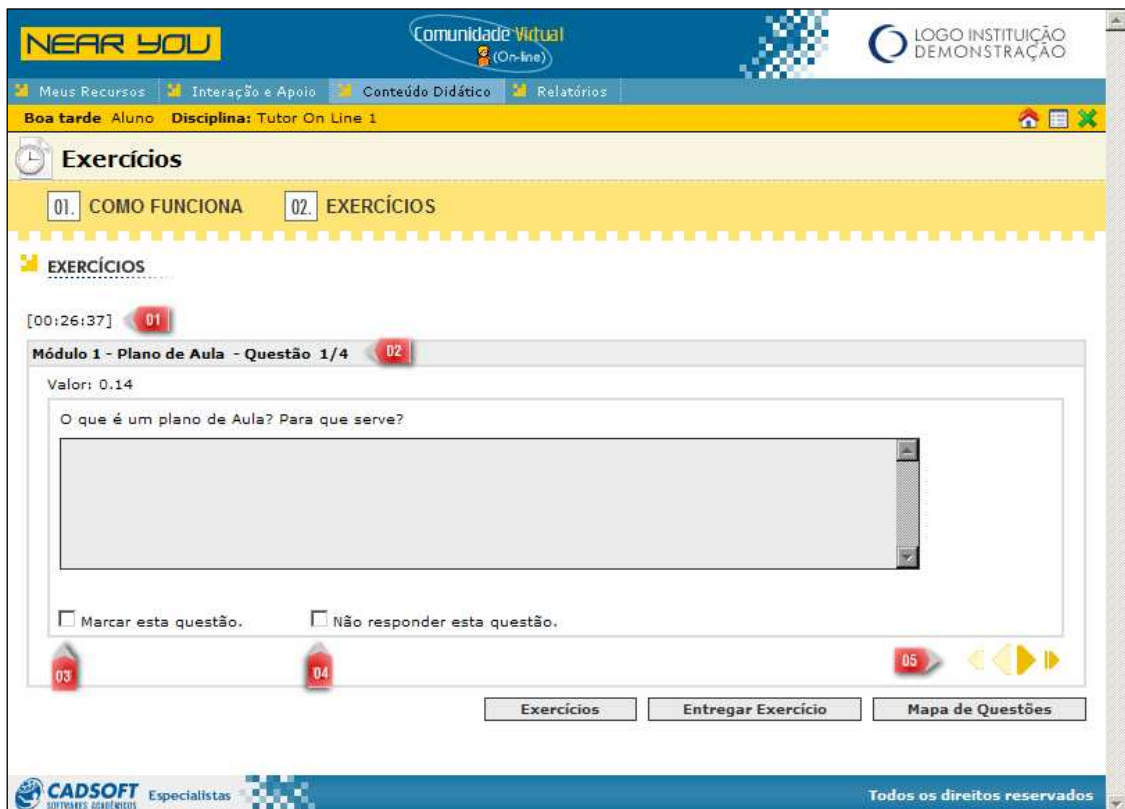 NEAR YOU
Comunidade Virtual
(On-line)
LOGO INSTITUIÇÃO
DEMONSTRAÇÃO
Meus Recursos Interação e Apoio Conteúdo Didático Relatórios
Boa tarde Aluno Disciplina: Tutor On Line 1
Exercícios
01. COMO FUNCIONA 02. EXERCÍCIOS
EXERCÍCIOS
[00:26:37] 01
Módulo 1 - Plano de Aula - Questão 1/4 02
Valor: 0.14
O que é um plano de Aula? Para que serve?
Marcar esta questão. Não responder esta questão.
03 04 05
Exercícios Entregar Exercício Mapa de Questões
CADSOFT Especialistas Todos os direitos reservados
SOFTWARES ACADÊMICOS